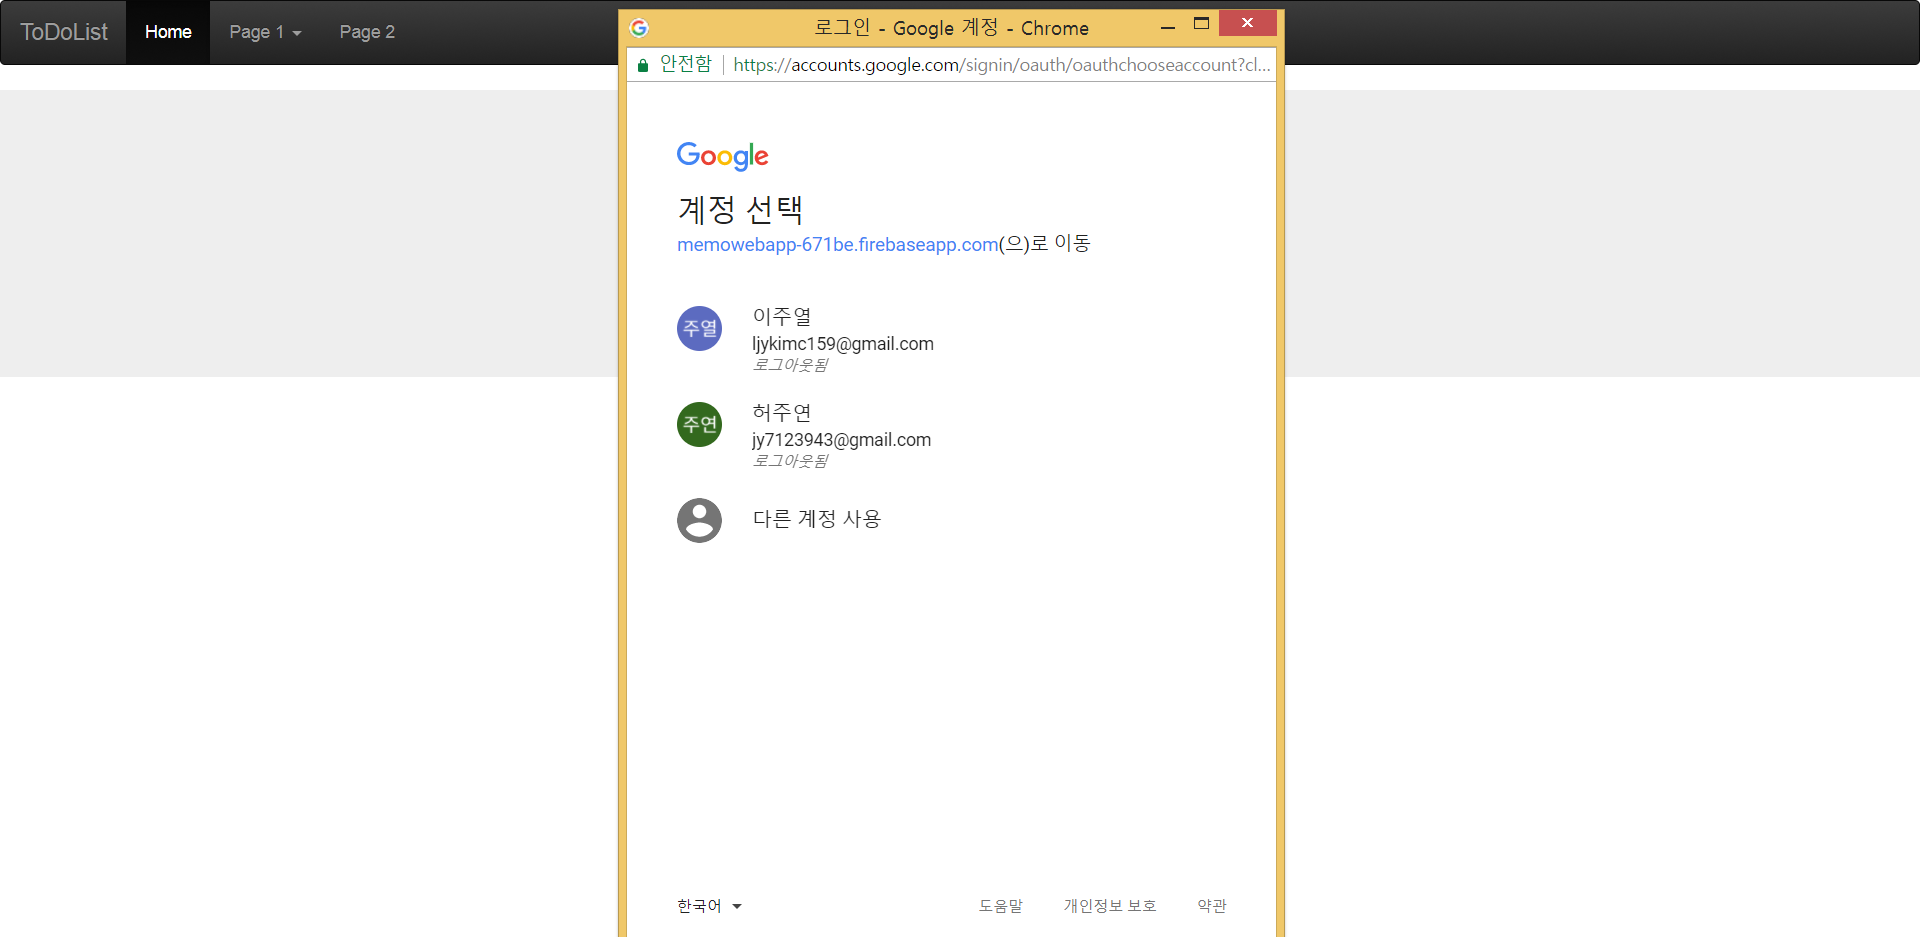 ToDoList Home Page 1 Page 2
로그인 - Google 계정 - Chrome
안전함 https://accounts.google.com/signin/oauth/oauthchooseaccount?cl...
Google
계정 선택
memowebapp-671be.firebaseapp.com(으)로 이동
주열
이주열
ljykimc159@gmail.com
로그아웃됨
주연
허주연
jy7123943@gmail.com
로그아웃됨
다른 계정 사용
한국어 도움말 개인정보 보호 약관